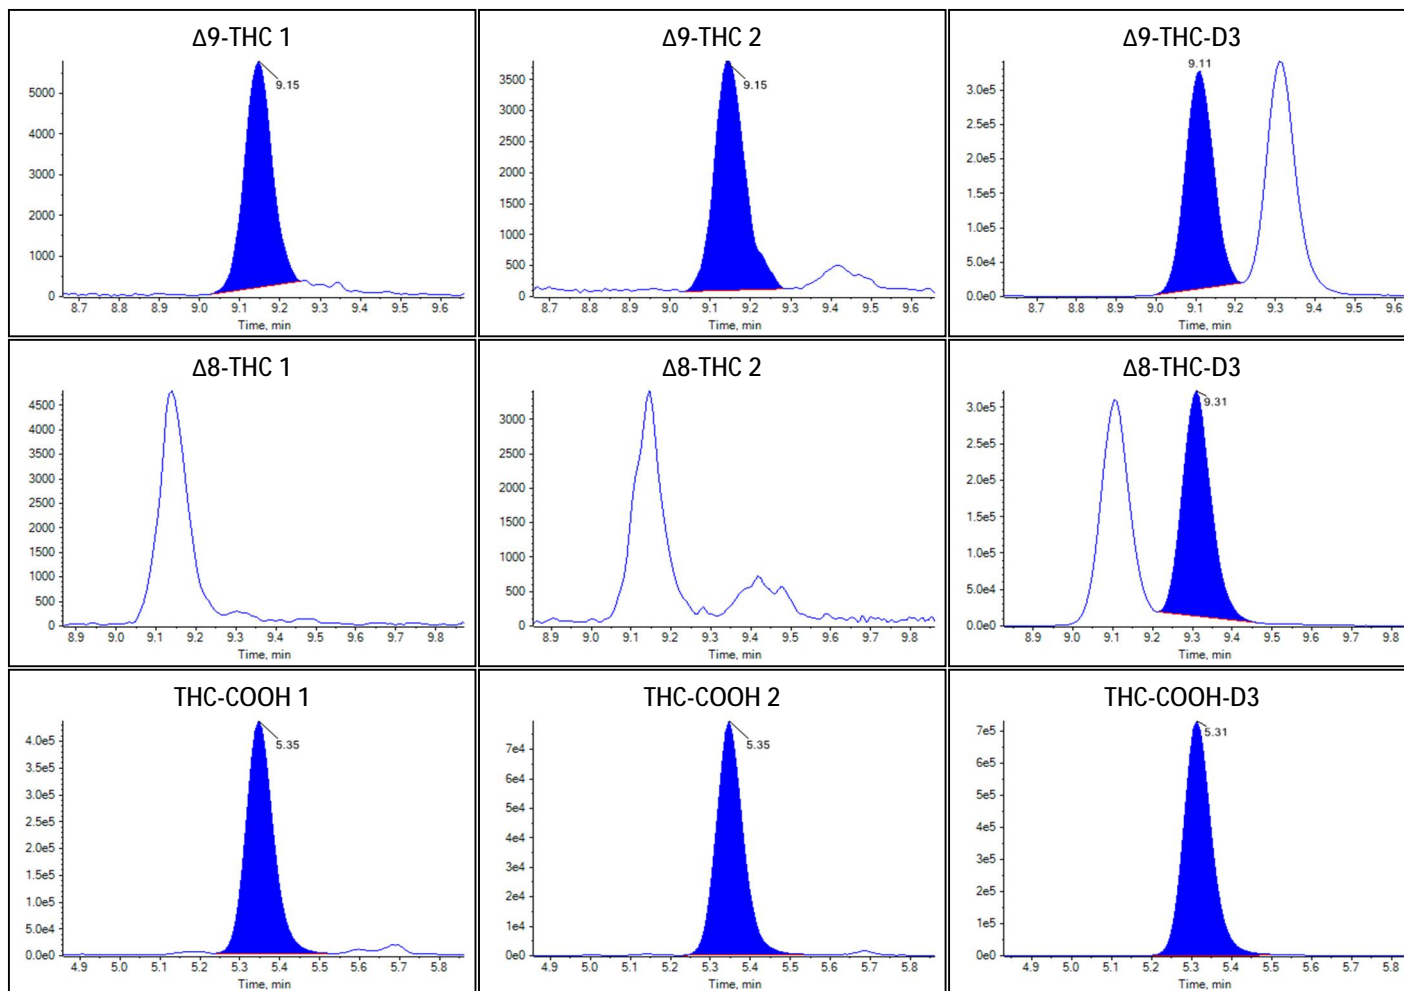 Δ9-THC 1
9.15
5000
4000
3000
2000
1000
0
8.7 8.8 8.9 9.0 9.1 9.2 9.3 9.4 9.5 9.6
Time, min
Δ9-THC 2
9.15
3500
3000
2500
2000
1500
1000
500
0
8.7 8.8 8.9 9.0 9.1 9.2 9.3 9.4 9.5 9.6
Time, min
Δ9-THC-D3
9.11
3.0e5
2.5e5
2.0e5
1.5e5
1.0e5
5.0e4
0.0e0
8.7 8.8 8.9 9.0 9.1 9.2 9.3 9.4 9.5 9.6
Time, min
Δ8-THC 1
4500
4000
3500
3000
2500
2000
1500
1000
500
0
8.9 9.0 9.1 9.2 9.3 9.4 9.5 9.6 9.7 9.8
Time, min
Δ8-THC 2
3000
2500
2000
1500
1000
500
0
8.9 9.0 9.1 9.2 9.3 9.4 9.5 9.6 9.7 9.8
Time, min
Δ8-THC-D3
9.31
3.0e5
2.5e5
2.0e5
1.5e5
1.0e5
5.0e4
0.0e0
8.9 9.0 9.1 9.2 9.3 9.4 9.5 9.6 9.7 9.8
Time, min
THC-COOH 1
5.35
4.0e5
3.5e5
3.0e5
2.5e5
2.0e5
1.5e5
1.0e5
5.0e4
0.0e0
4.9 5.0 5.1 5.2 5.3 5.4 5.5 5.6 5.7 5.8
Time, min
THC-COOH 2
5.35
7e4
6e4
5e4
4e4
3e4
2e4
1e4
0e0
4.9 5.0 5.1 5.2 5.3 5.4 5.5 5.6 5.7 5.8
Time, min
THC-COOH-D3
5.31
7e5
6e5
5e5
4e5
3e5
2e5
1e5
0e0
4.9 5.0 5.1 5.2 5.3 5.4 5.5 5.6 5.7 5.8
Time, min